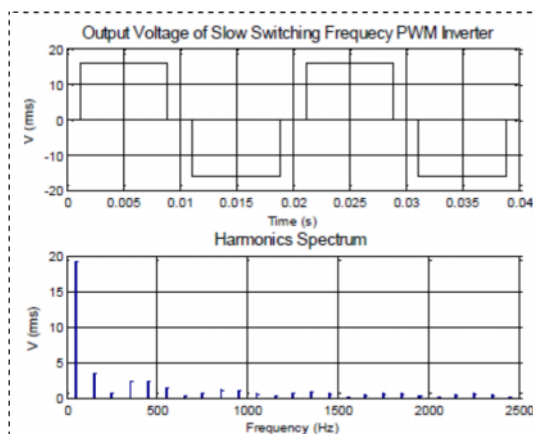 Output Voltage of Slow Switching Frequecy PWM Inverter
20
10
0
-10
-20
V (rms)
0 0.005 0.01 0.015 0.02 0.025 0.03 0.035 0.04
Time (s)
Harmonics Spectrum
20
15
10
5
0
V (rms)
0 500 1000 1500 2000 2500
Frequency (Hz)